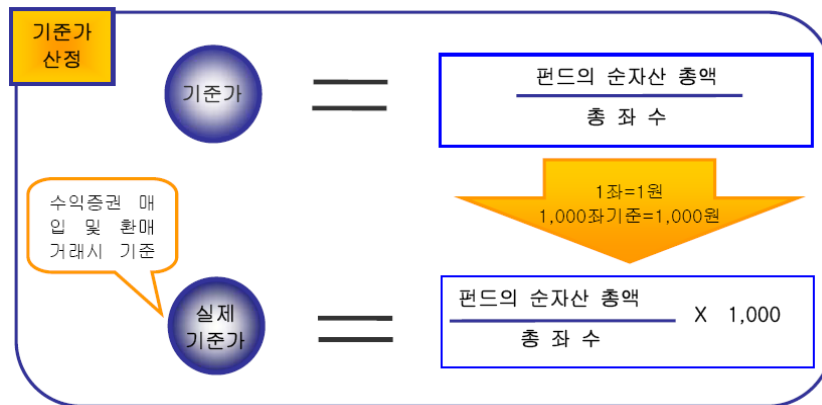 기준가
산정
기준가
펀드의 순자산 총액
총 좌 수
1좌=1원
1,000좌기준=1,000원
수익증권 매
입 및 환매
거래시 기준
실제
기준가
펀드의 순자산 총액
총 좌 수
X 1,000